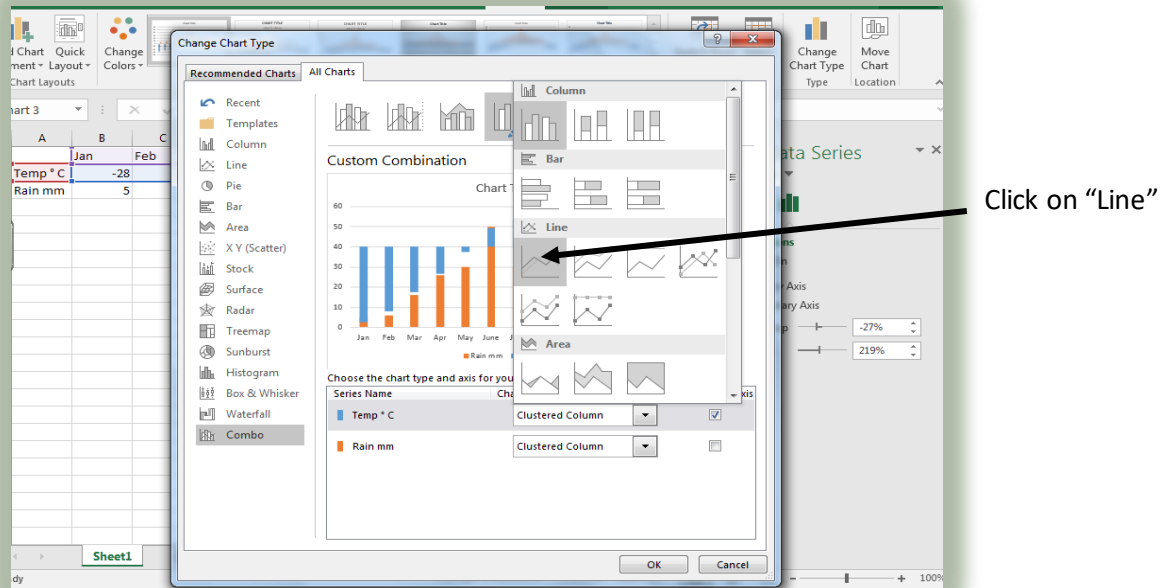 Chart Quick
Layout
Change
Colors
Chart Layouts
Change
Chart Type
Type
Move
Chart
Location
Change Chart Type
Recommended Charts
All Charts
Recent
Templates
Column
Line
Pie
Bar
Area
X Y (Scatter)
Stock
Surface
Radar
Treemap
Sunburst
Histogram
Box & Whisker
Waterfall
Combo
Custom Combination
Chart
60
50
40
30
20
10
0
Jan Feb Mar Apr May June
Rain mm
Column
Bar
Line
Area
Choose the chart type and axis for you
Series Name
Temp ° C
Clustered Column
Rain mm
Clustered Column
OK
Cancel
3
A B C
Jan Feb
Temp ° C -28
Rain mm 5
Sheet1
Series
Axis
Axis
-27%
219%
100%
Click on “Line”